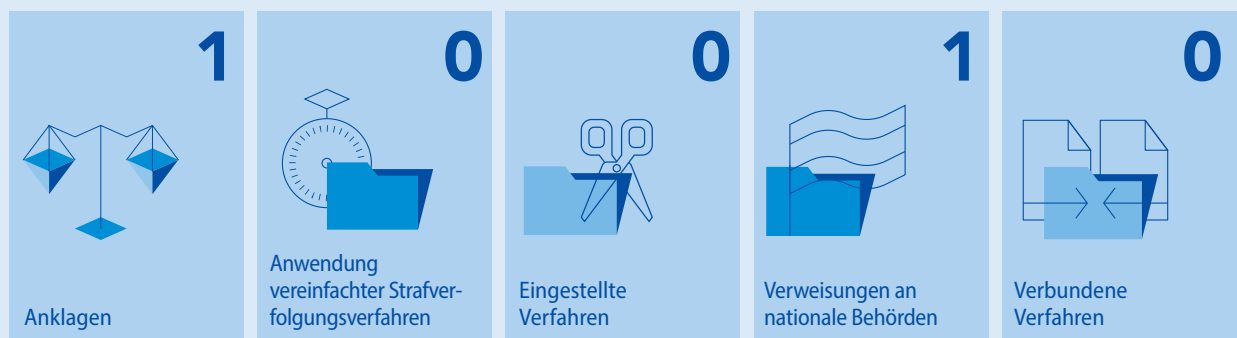 1
Anklagen
0
Anwendung
vereinfachter Strafver-
folgungsverfahren
0
Eingestellte
Verfahren
1
Verweisungen an
nationale Behörden
0
Verbundene
Verfahren